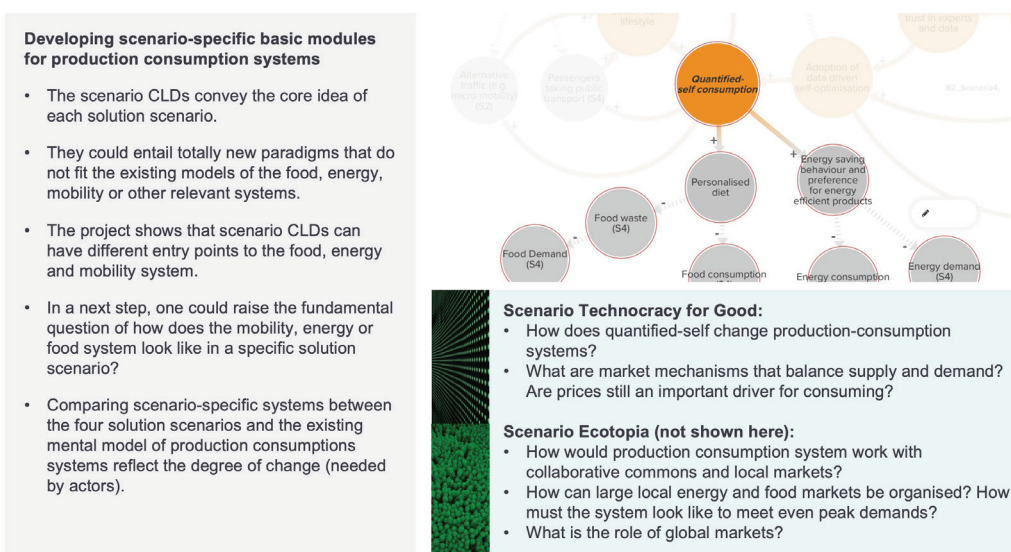 Developing scenario-specific basic modules
for production consumption systems
• The scenario CLDs convey the core idea of
each solution scenario.
• They could entail totally new paradigms that do
not fit the existing models of the food, energy,
mobility or other relevant systems.
• The project shows that scenario CLDs can
have different entry points to the food, energy
and mobility system.
• In a next step, one could raise the fundamental
question of how does the mobility, energy or
food system look like in a specific solution
scenario?
• Comparing scenario-specific systems between
the four solution scenarios and the existing
mental model of production consumptions
systems reflect the degree of change (needed
by actors).
lifestyle
trust in experts
and data
Alternative
traffic (e.g.
micro mobility)
(S2)
Passengers
taking public
transport (S4)
Quantified-
self consumption
Adoption of
data driven
self-optimisation
B2_Scenario4_
+
+
Personalised
diet
Energy saving
behaviour and
preference
for energy
efficient products
-
Food waste
(S4)
-
Food Demand
(S4)
-
Food consumption
-
Energy consumption
-
Energy demand
(S4)
Scenario Technocracy for Good:
• How does quantified-self change production-consumption
systems?
• What are market mechanisms that balance supply and demand?
Are prices still an important driver for consuming?
Scenario Ecotopia (not shown here):
• How would production consumption system work with
collaborative commons and local markets?
• How can large local energy and food markets be organised? How
must the system look like to meet even peak demands?
• What is the role of global markets?